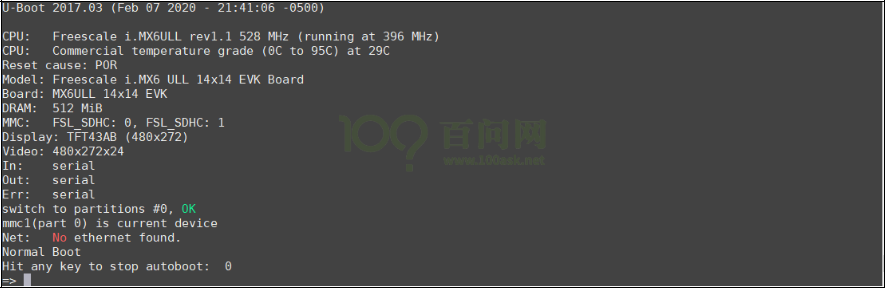 U-Boot 2017.03 (Feb 07 2020 - 21:41:06 -0500)
CPU:   Freescale i.MX6ULL rev1.1 528 MHz (running at 396 MHz)
CPU:   Commercial temperature grade (0C to 95C) at 29C
Reset cause: POR
Model: Freescale i.MX6 ULL 14x14 EVK Board
Board: MX6ULL 14x14 EVK
DRAM:  512 MiB
MMC:   FSL_SDHC: 0, FSL_SDHC: 1
Display: TFT43AB (480x272)
Video: 480x272x24
In:    serial
Out:   serial
Err:   serial
switch to partitions #0, OK
mmc1(part 0) is current device
Net:   No ethernet found.
Normal Boot
Hit any key to stop autoboot:  0
=>
100
百问网
www.100ask.net